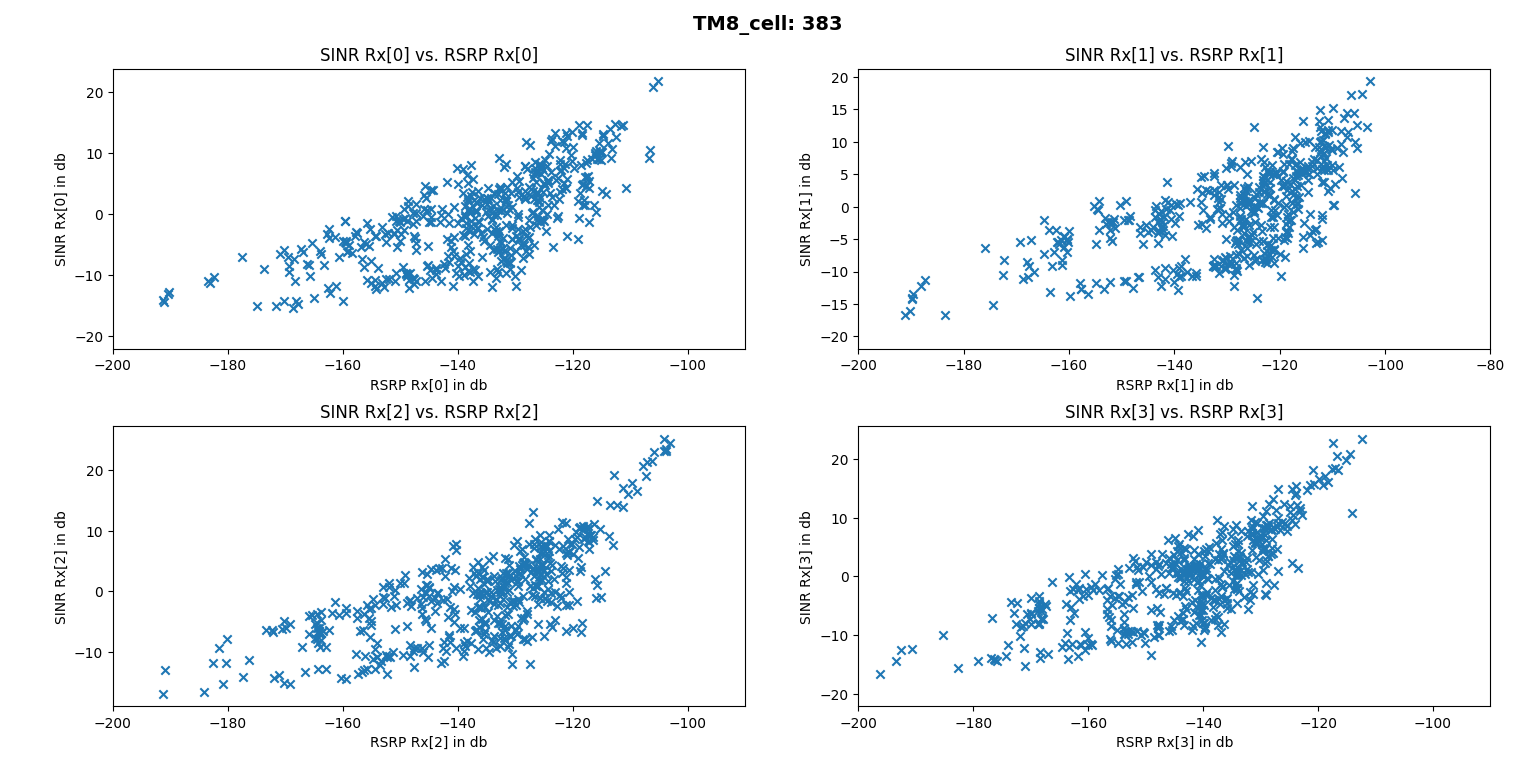 TM8_cell: 383
SINR Rx[0] vs. RSRP Rx[0]
SINR Rx[0] in db
20
10
0
−10
−20
−200 −180 −160 −140 −120 −100
RSRP Rx[0] in db
SINR Rx[1] vs. RSRP Rx[1]
SINR Rx[1] in db
20
15
10
5
0
−5
−10
−15
−20
−200 −180 −160 −140 −120 −100 −80
RSRP Rx[1] in db
SINR Rx[2] vs. RSRP Rx[2]
SINR Rx[2] in db
20
10
0
−10
−200 −180 −160 −140 −120 −100
RSRP Rx[2] in db
SINR Rx[3] vs. RSRP Rx[3]
SINR Rx[3] in db
20
10
0
−10
−20
−200 −180 −160 −140 −120 −100
RSRP Rx[3] in db